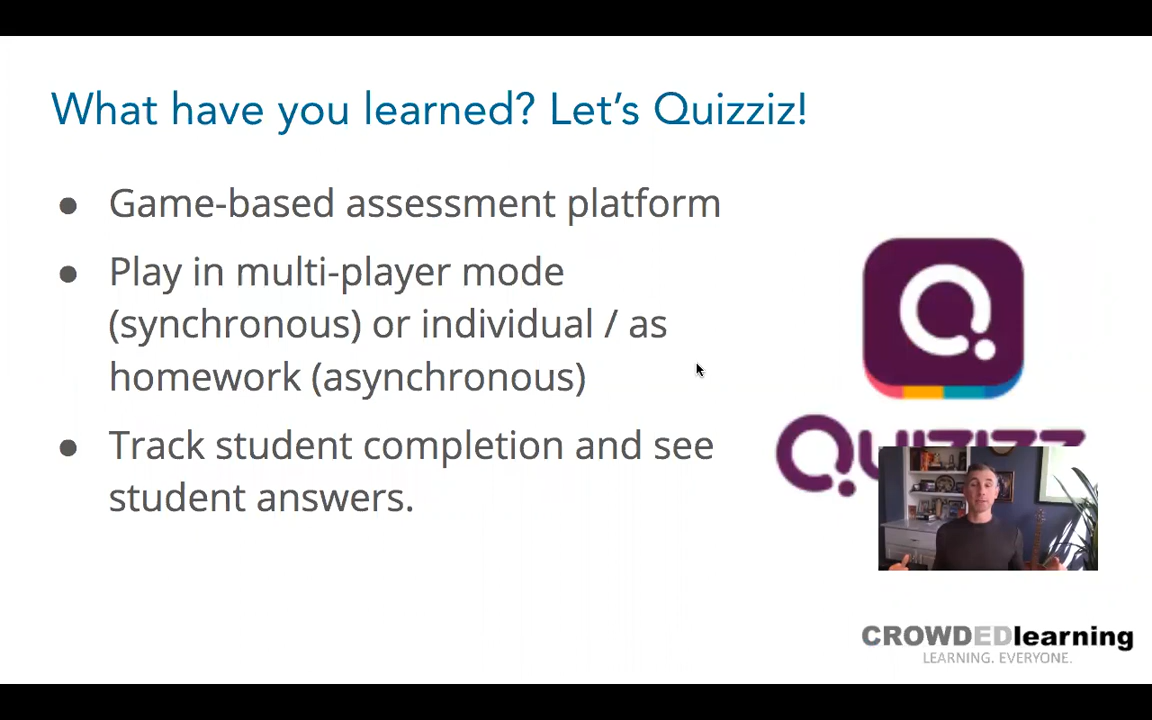 What have you learned? Let's Quizziz!
● Game-based assessment platform
● Play in multi-player mode
(synchronous) or individual / as
homework (asynchronous)
● Track student completion and see
student answers.
Quizizz
CROWDEDlearning
LEARNING. EVERYONE.